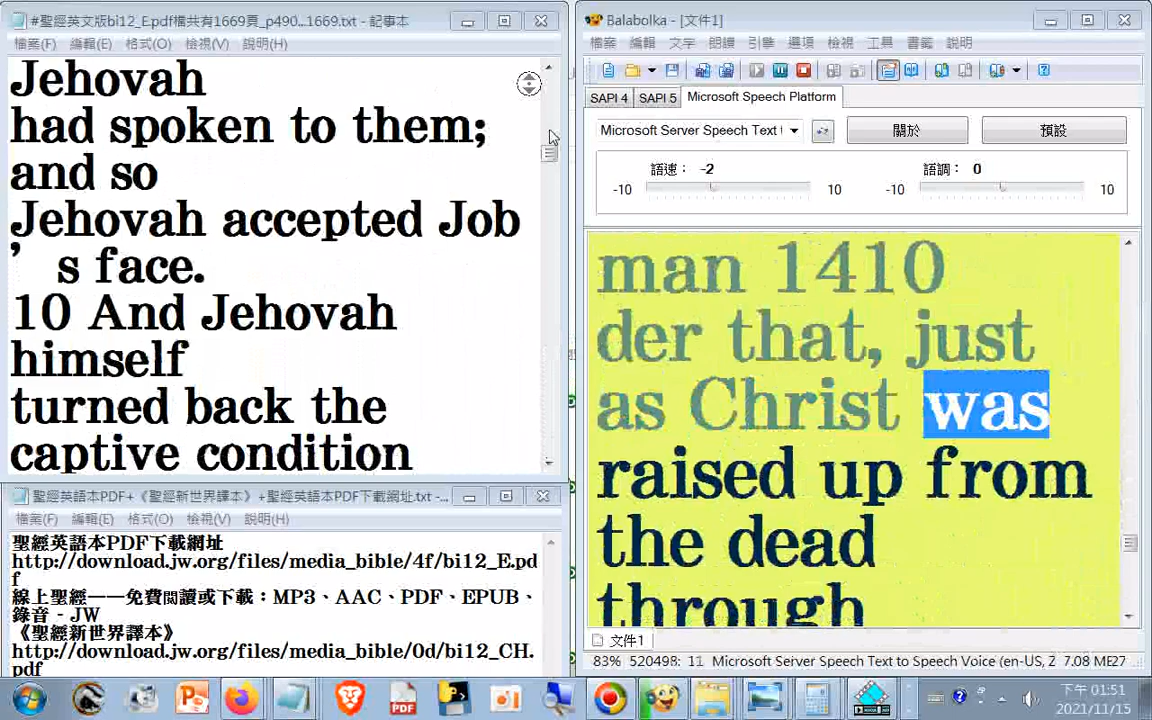 #聖經英文版bi12_E.pdf檔共有1669頁_p490...1669.txt - 記事本
檔案(F) 編輯(E) 格式(O) 檢視(V) 說明(H)
Jehovah
had spoken to them;
and so
Jehovah accepted Job
’ s face.
10 And Jehovah
himself
turned back the
captive condition
聖經英語本PDF+《聖經新世界譯本》+聖經英語本PDF下載網址.txt -...
檔案(F) 編輯(E) 格式(O) 檢視(V) 說明(H)
聖經英語本PDF下載網址
http://download.jw.org/files/media_bible/4f/bi12_E.pd
f
線上聖經──免費閱讀或下載：MP3、AAC、PDF、EPUB、
錄音 - JW
《聖經新世界譯本》
http://download.jw.org/files/media_bible/0d/bi12_CH.
pdf
Balabolka - [文件1]
檔案 編輯 文字 朗讀 引擎 選項 檢視 工具 書籤 說明
SAPI 4 SAPI 5 Microsoft Speech Platform
Microsoft Server Speech Text 關於 預設
語速： -2 語調： 0
-10 10 -10 10
man 1410
der that, just
as Christ was
raised up from
the dead
through
文件1
83% 520498: 11 Microsoft Server Speech Text to Speech Voice (en-US, Z 7.08 ME27
PDF
下午 01:51
2021/11/15